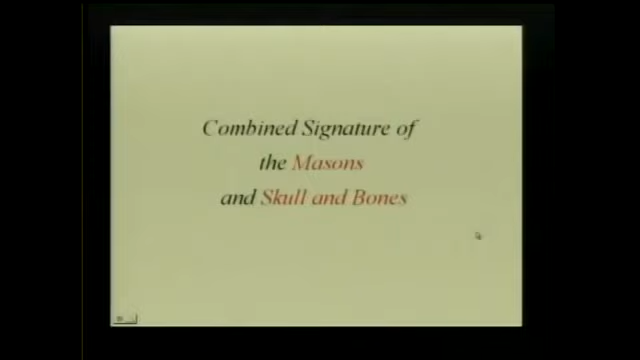 Combined Signature of
the Masons
and Skull and Bones